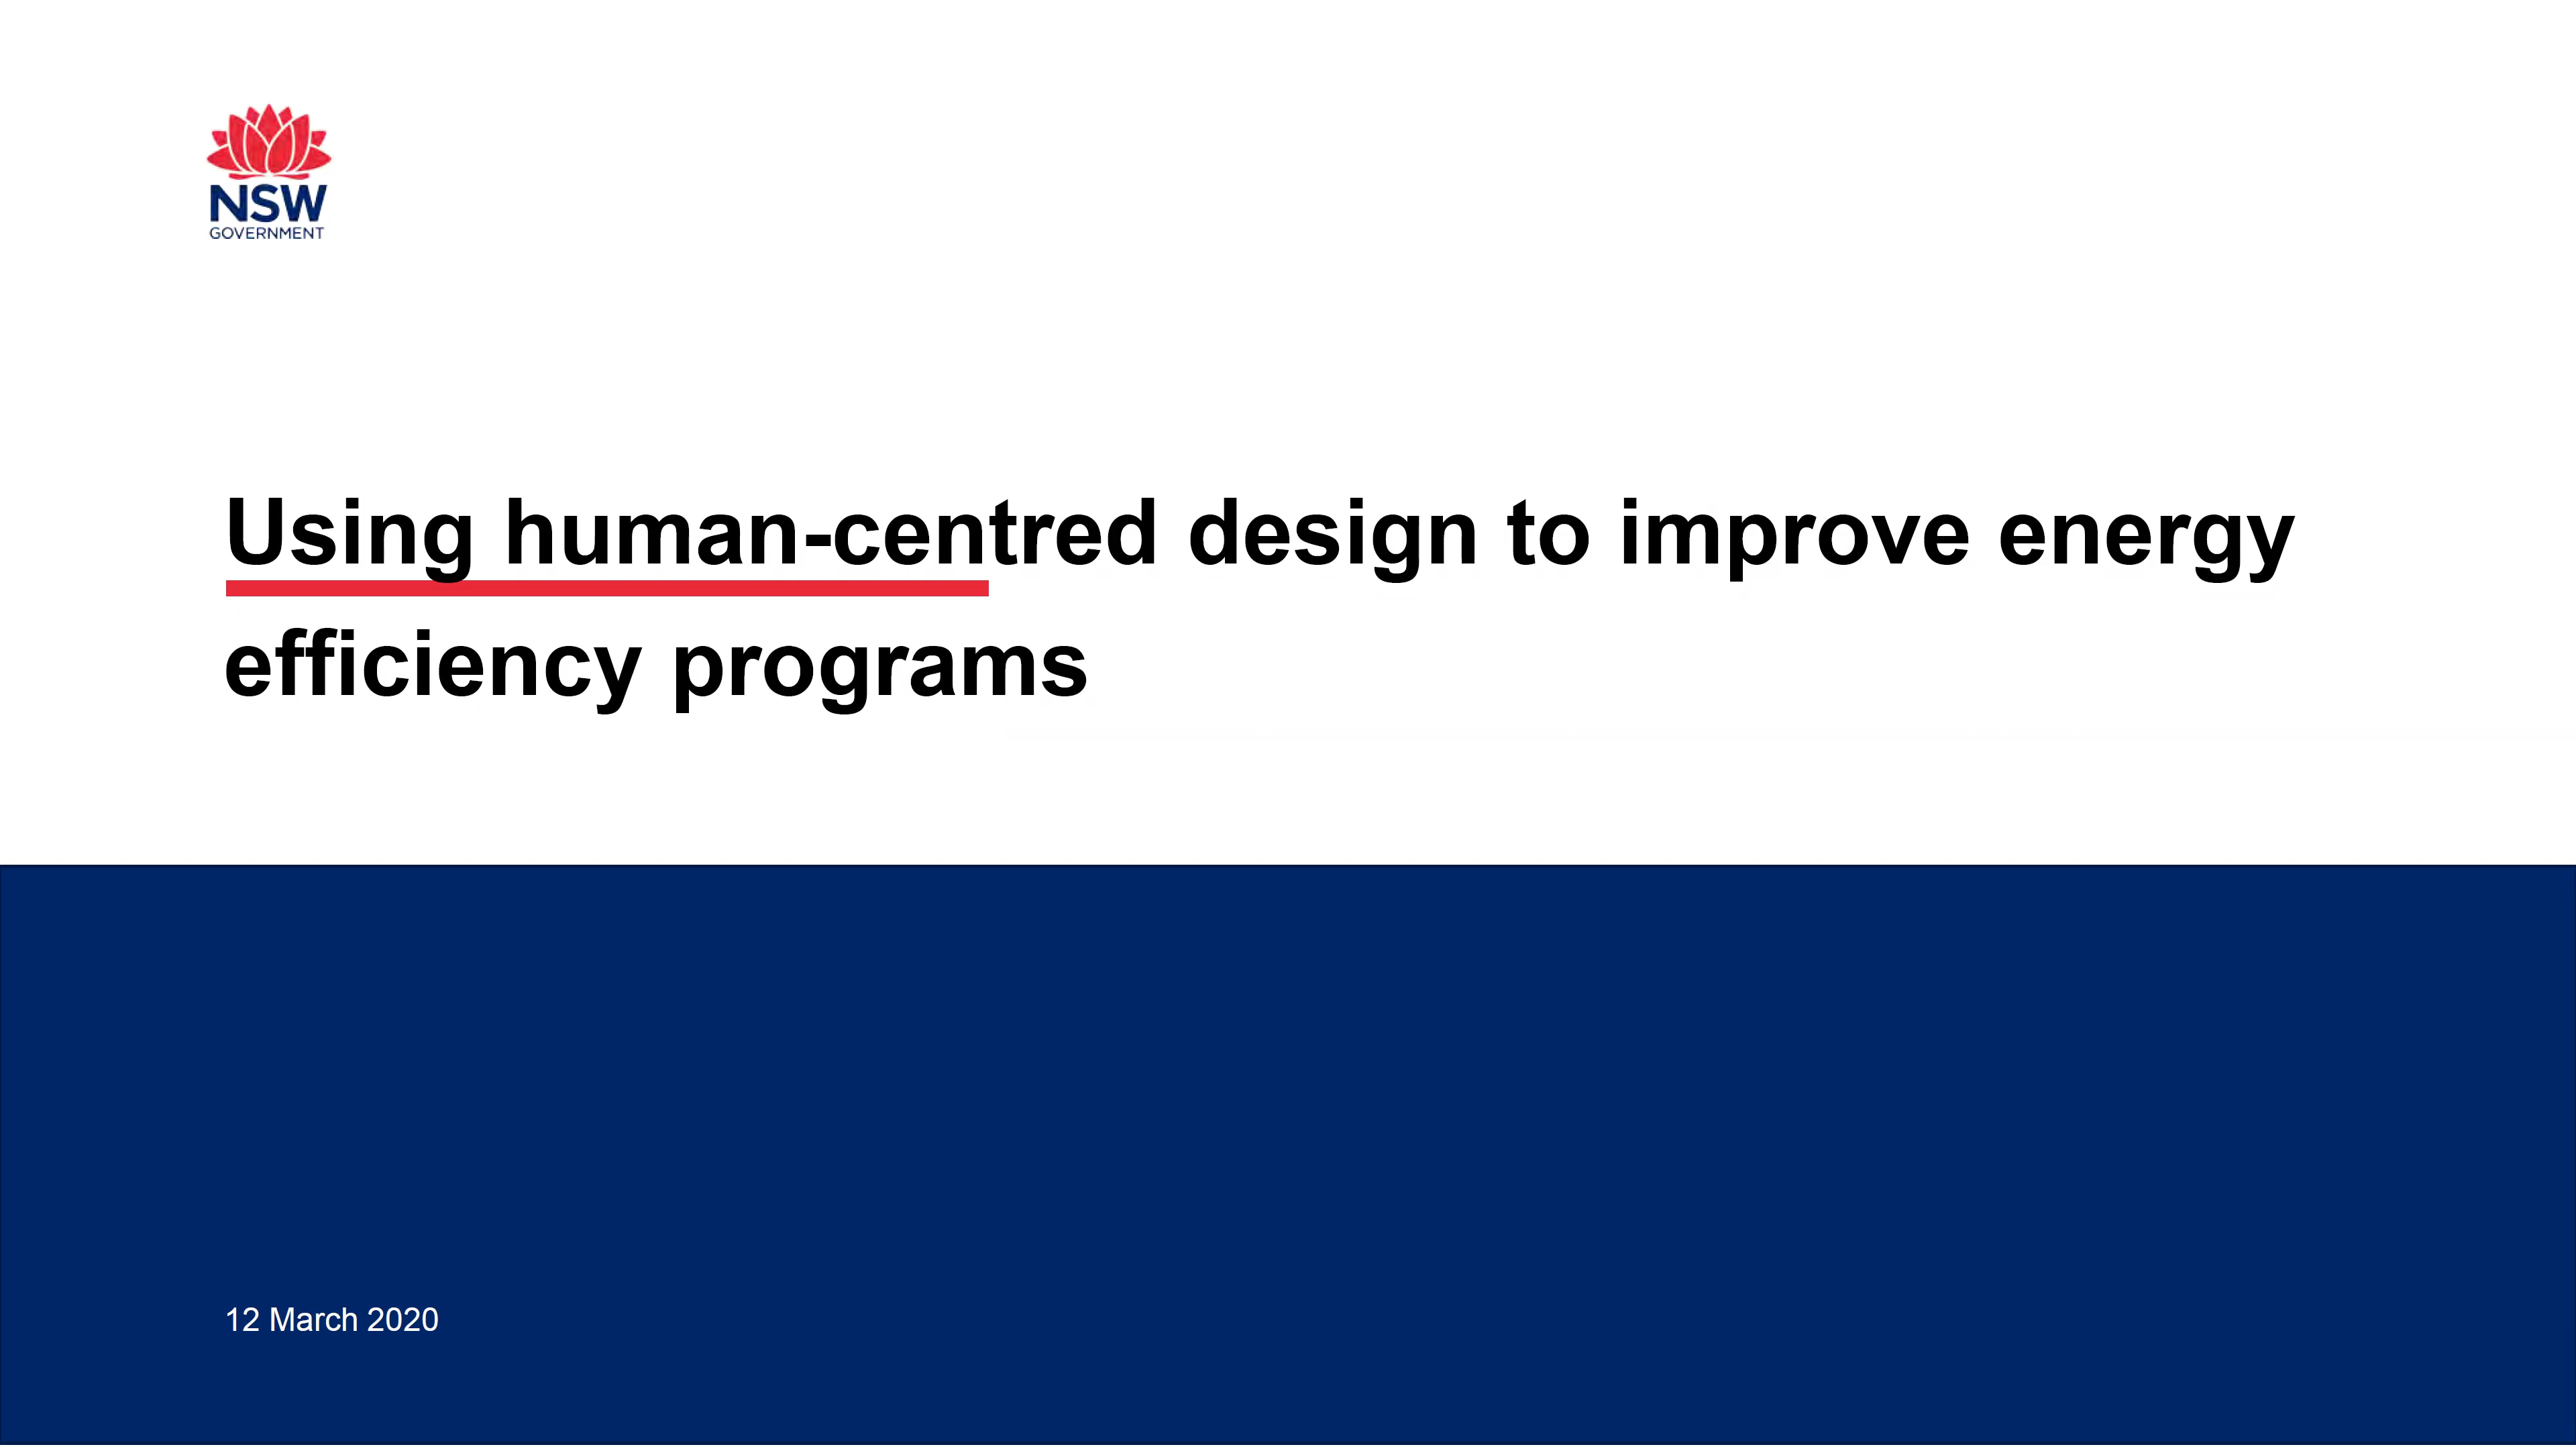 NSW
GOVERNMENT
Using human-centred design to improve energy
efficiency programs
12 March 2020